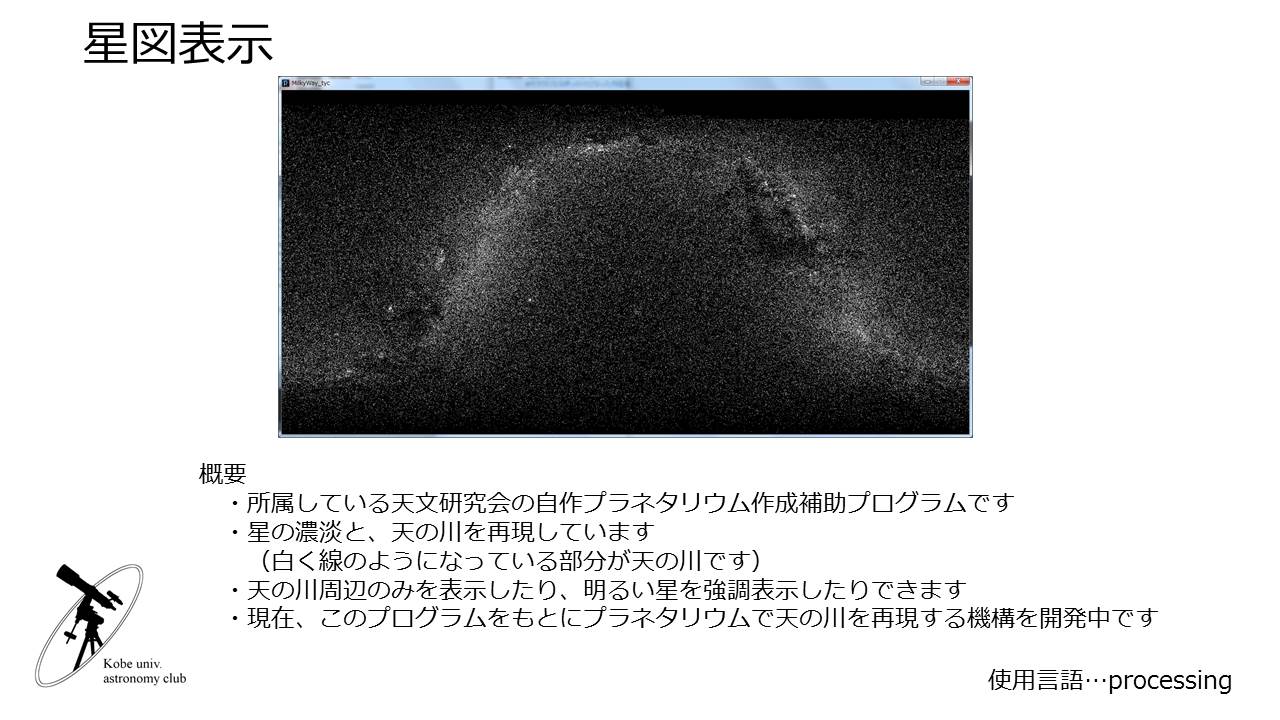 星図表示
MilkyWay_tyc
概要
・所属している天文研究会の自作プラネタリウム作成補助プログラムです
・星の濃淡と、天の川を再現しています
（白く線のようになっている部分が天の川です）
・天の川周辺のみを表示したり、明るい星を強調表示したりできます
・現在、このプログラムをもとにプラネタリウムで天の川を再現する機構を開発中です
Kobe univ.
astronomy club
使用言語…processing